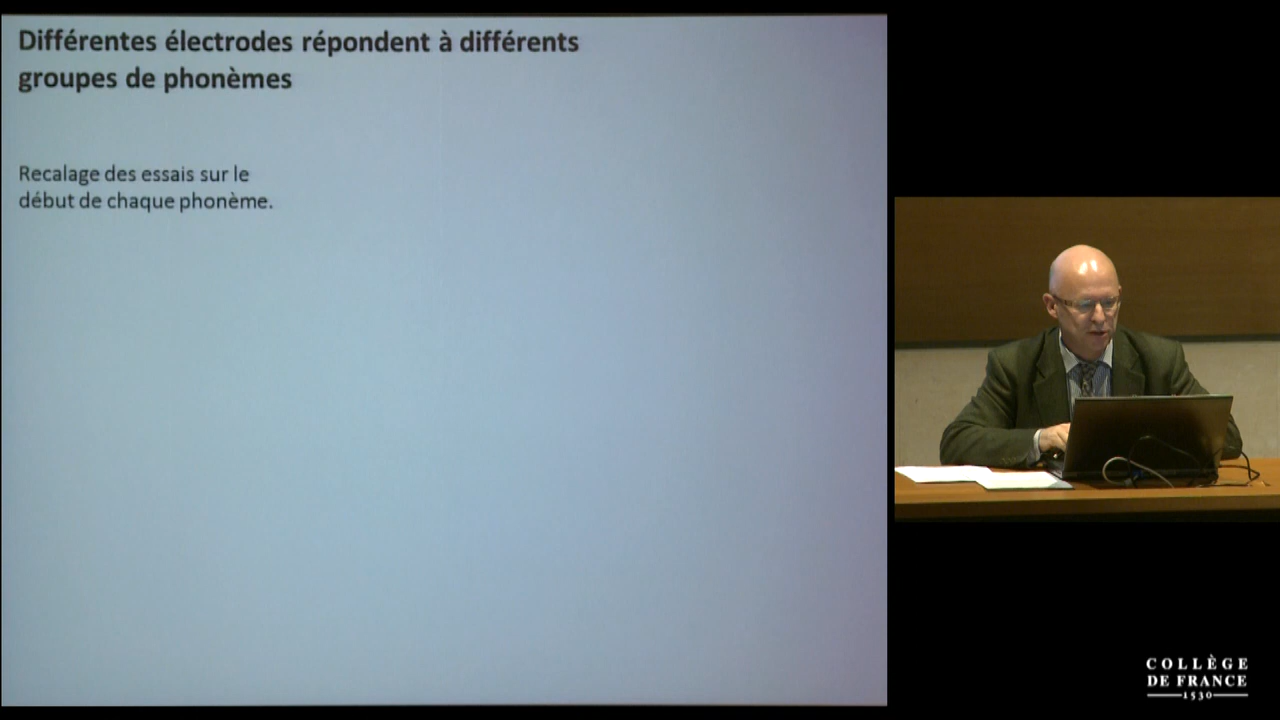 Différentes électrodes répondent à différents
groupes de phonèmes
Recalage des essais sur le
début de chaque phonème.
COLLÈGE
DE FRANCE
1530